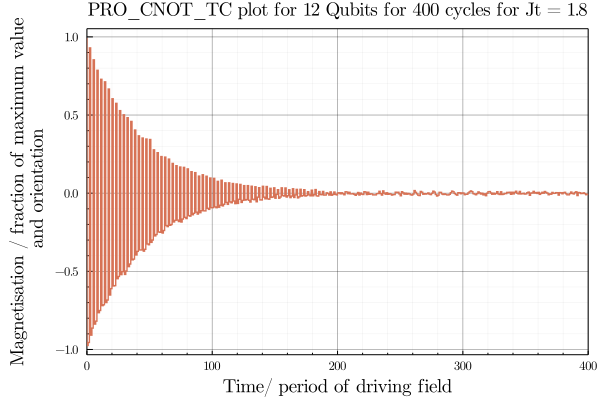 PRO_CNOT_TC plot for 12 Qubits for 400 cycles for Jt = 1.8
Magnetisation / fraction of maximum value
and orientation
1.0
0.5
0.0
−0.5
−1.0
0
100
200
300
400
Time/ period of driving field